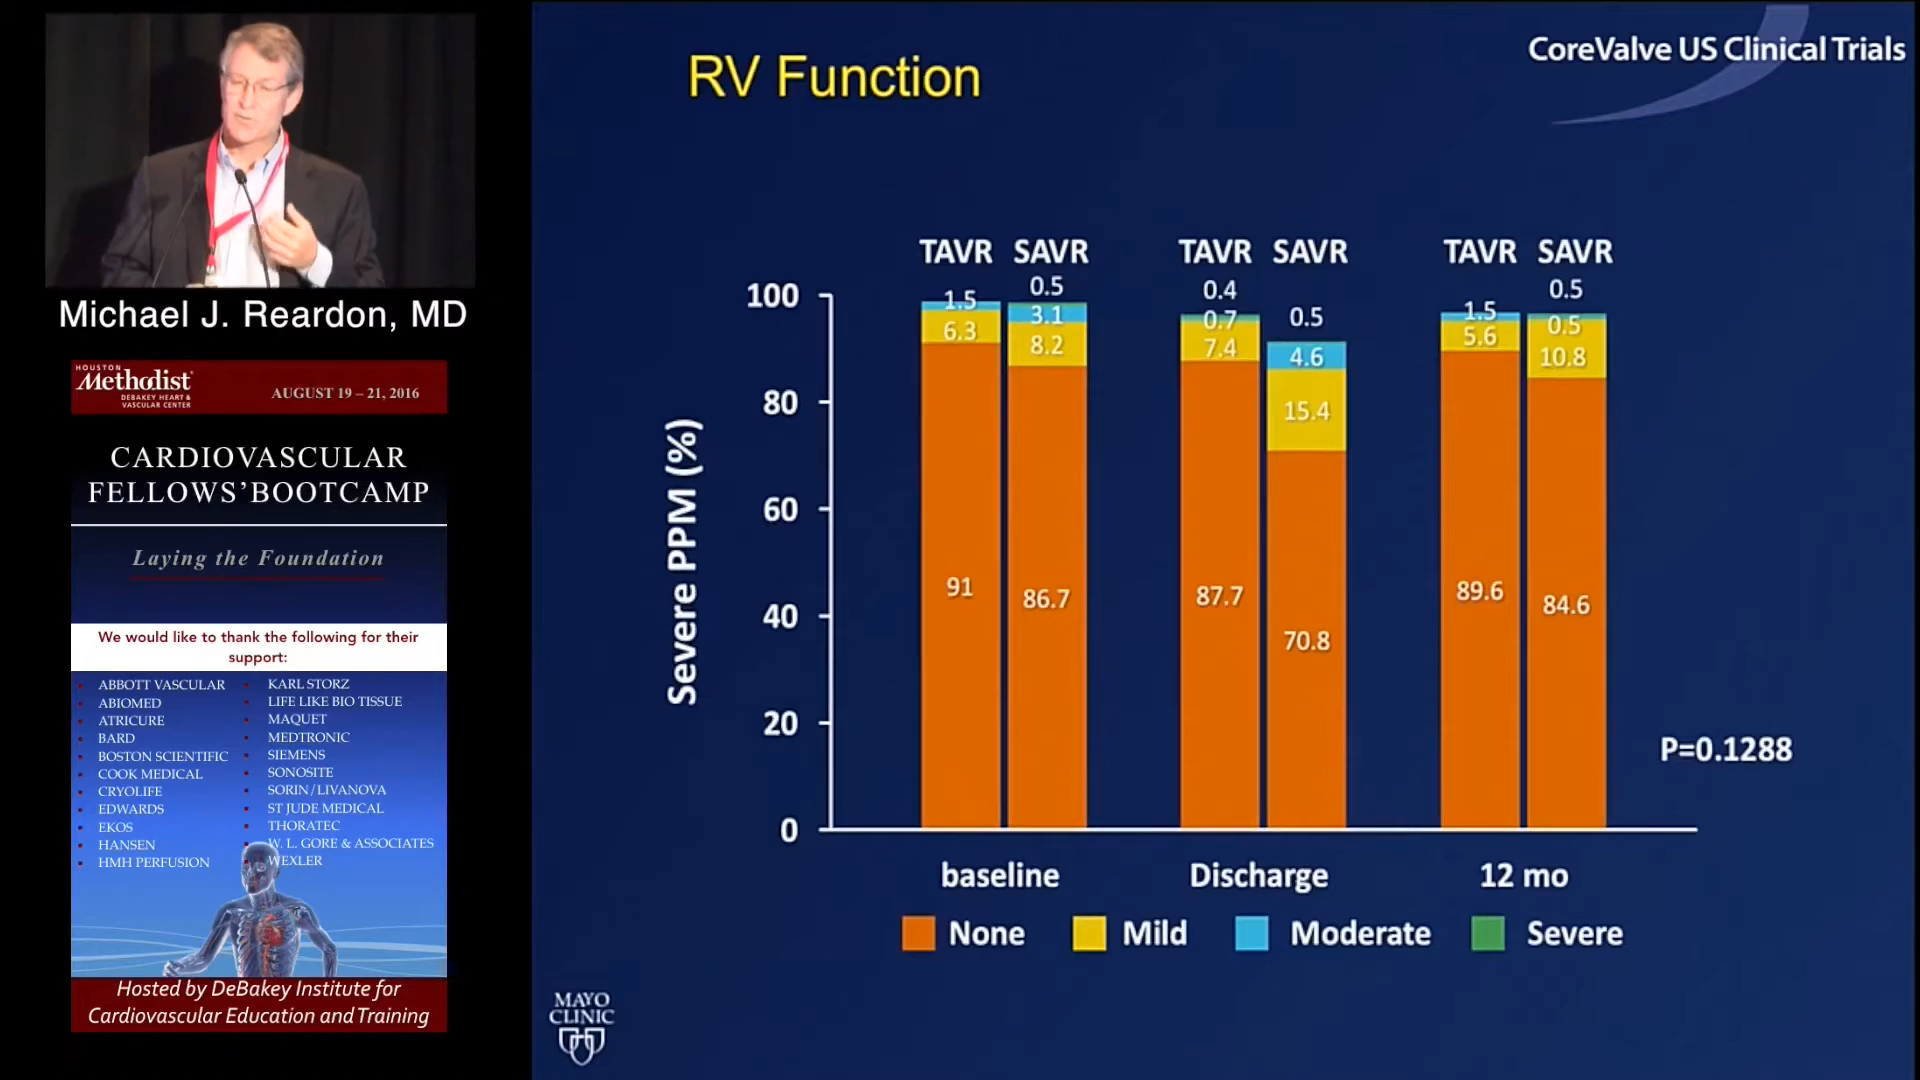 Michael J. Reardon, MD
HOUSTON
Methodist
DEBAKEY HEART &
VASCULAR CENTER
AUGUST 19 – 21, 2016
CARDIOVASCULAR
FELLOWS’BOOTCAMP
Laying the Foundation
We would like to thank the following for their
support:
ABBOTT VASCULAR
ABIOMED
ATRICURE
BARD
BOSTON SCIENTIFIC
COOK MEDICAL
CRYOLIFE
EDWARDS
EKOS
HANSEN
HMH PERFUSION
KARL STORZ
LIFE LIKE BIO TISSUE
MAQUET
MEDTRONIC
SIEMENS
SONOSITE
SORIN / LIVANOVA
ST JUDE MEDICAL
THORATEC
W. L. GORE & ASSOCIATES
WEXLER
Hosted by DeBakey Institute for
Cardiovascular Education and Training
RV Function
CoreValve US Clinical Trials
TAVR SAVR TAVR SAVR TAVR SAVR
Severe PPM (%)
100
80
60
40
20
0
1.5
6.3
91
0.5
3.1
8.2
86.7
0.4
0.7
7.4
87.7
0.5
4.6
15.4
70.8
1.5
5.6
89.6
0.5
0.5
10.8
84.6
P=0.1288
baseline Discharge 12 mo
None Mild Moderate Severe
MAYO
CLINIC